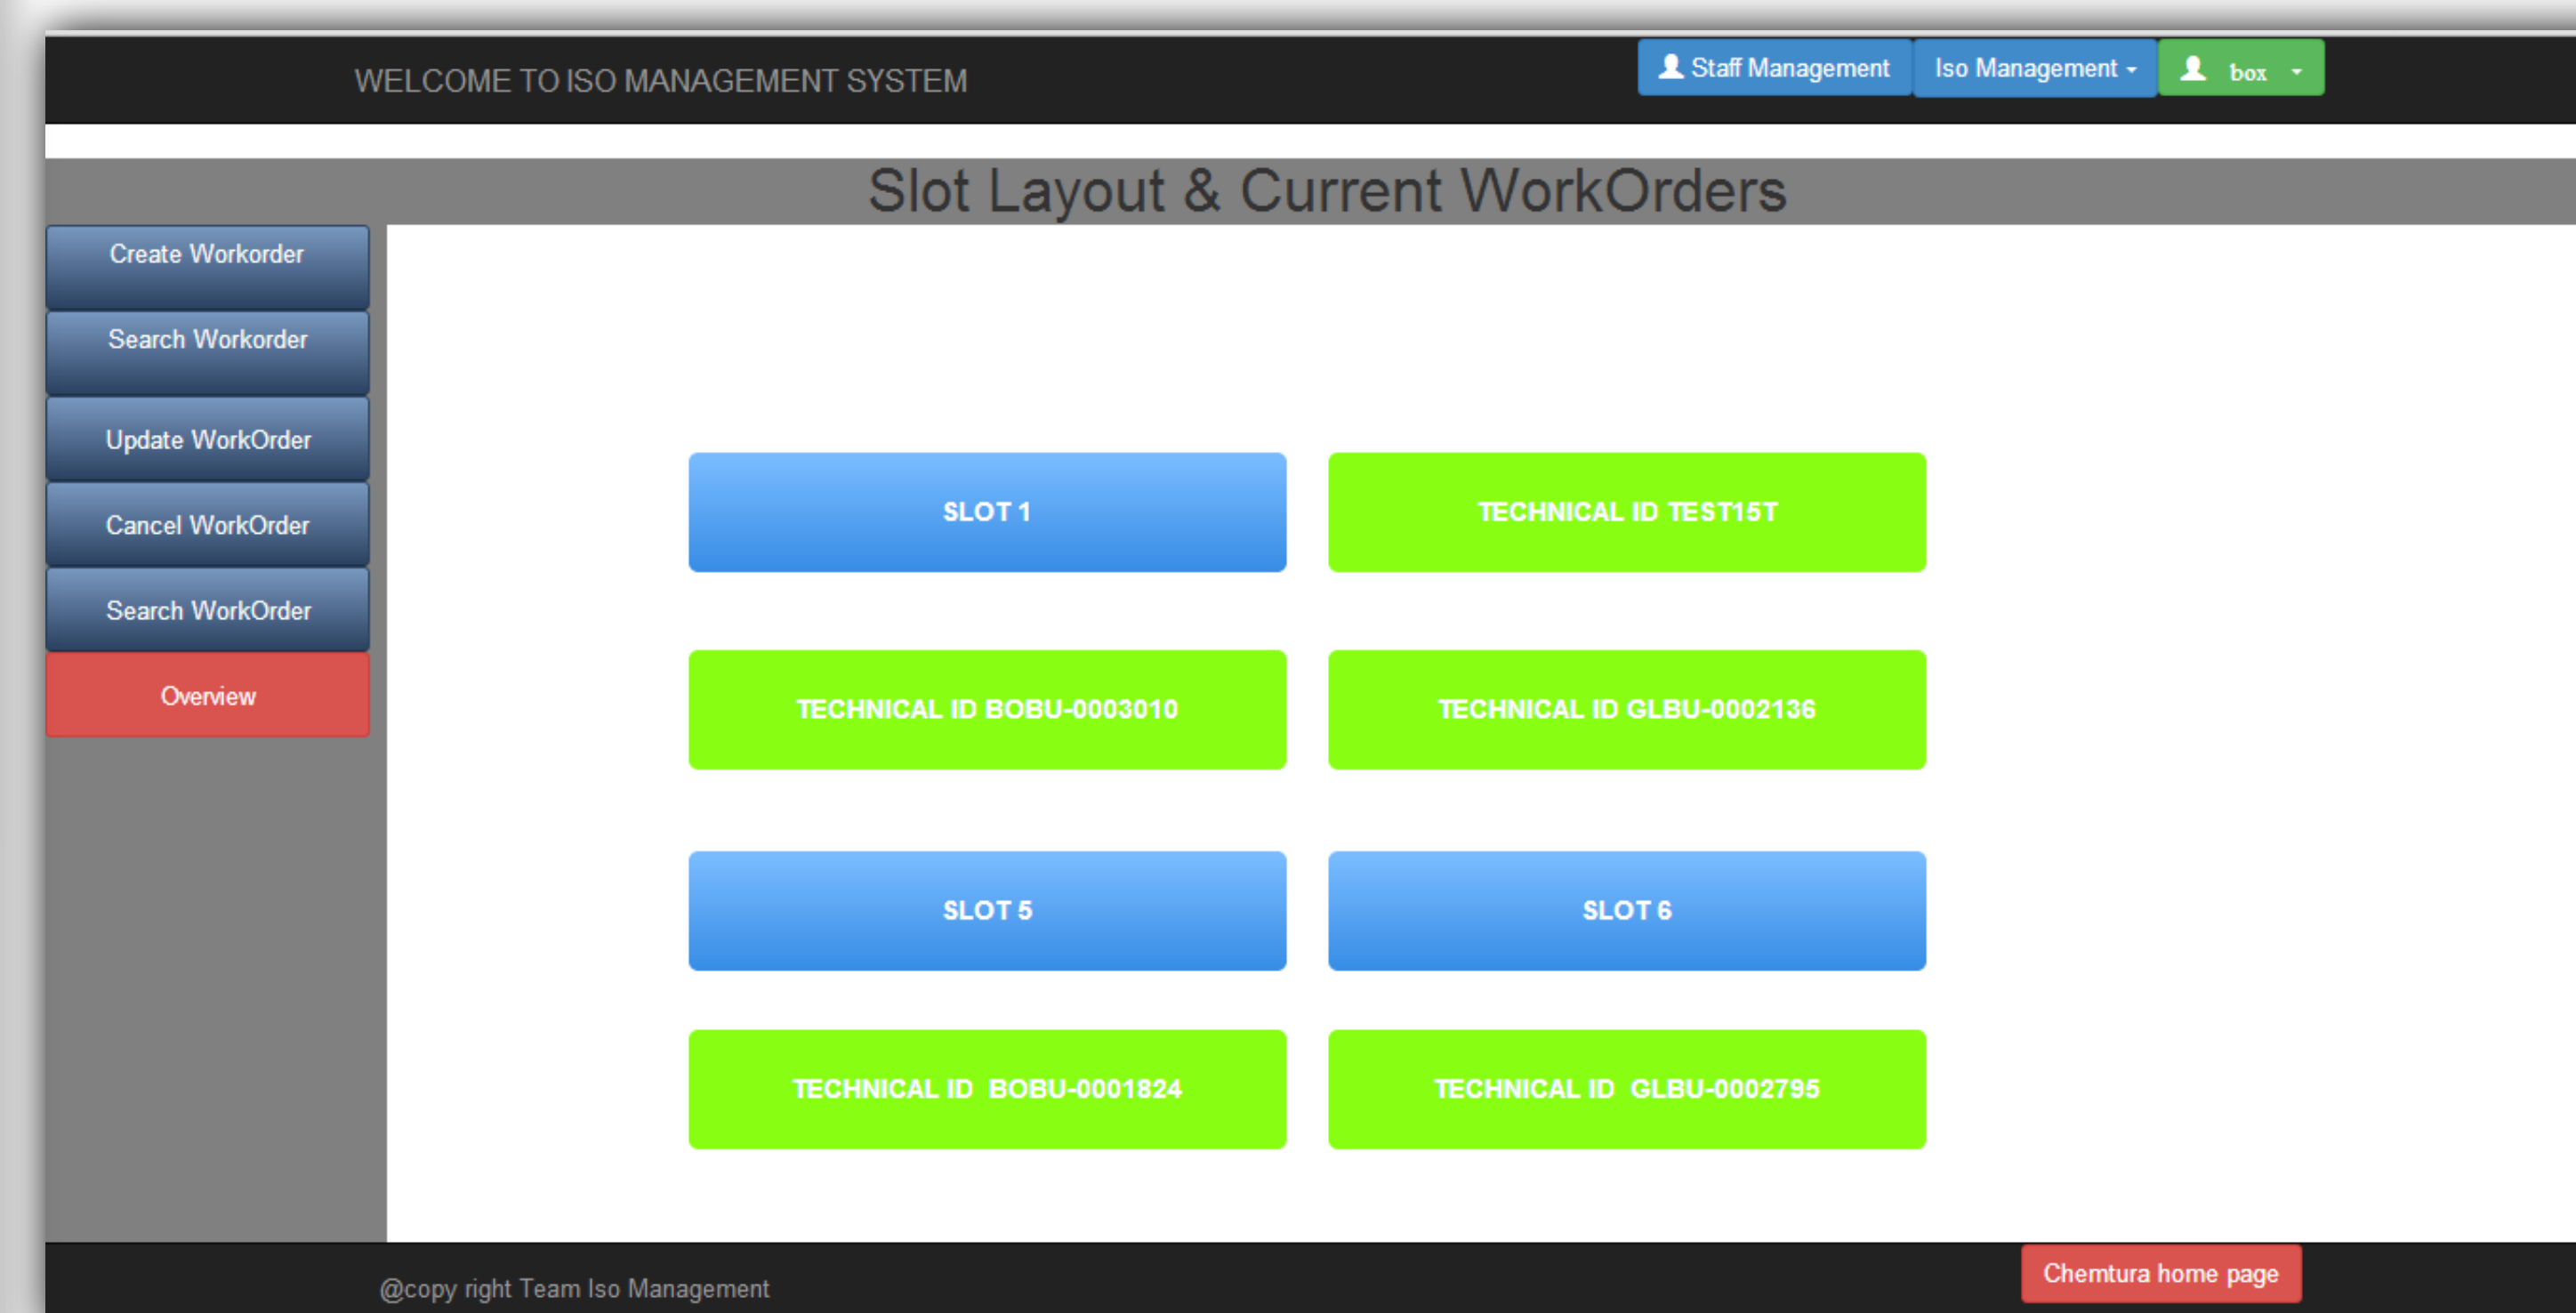 WELCOME TO ISO MANAGEMENT SYSTEM
Staff Management
Iso Management
box
Slot Layout & Current WorkOrders
Create Workorder
Search Workorder
Update WorkOrder
Cancel WorkOrder
Search WorkOrder
Overview
SLOT 1
TECHNICAL ID TEST15T
TECHNICAL ID BOBU-0003010
TECHNICAL ID GLBU-0002136
SLOT 5
SLOT 6
TECHNICAL ID BOBU-0001824
TECHNICAL ID GLBU-0002795
@copy right Team Iso Management
Chemtura home page